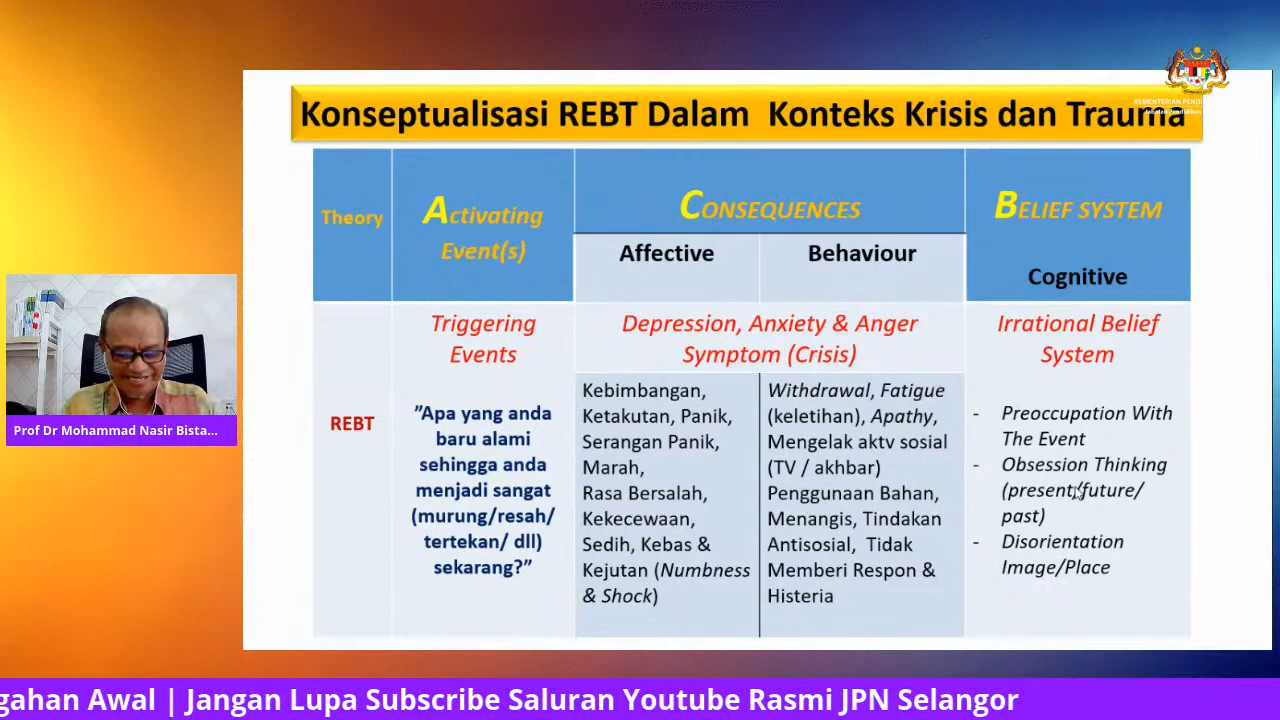 Konseptualisasi REBT Dalam Konteks Krisis dan Trauma
KEMENTERIAN PENDI
Theory
Activating
Event(s)
CONSEQUENCES
BELIEF SYSTEM
Affective
Behaviour
Cognitive
Triggering
Events
Depression, Anxiety & Anger
Symptom (Crisis)
Irrational Belief
System
REBT
”Apa yang anda
baru alami
sehingga anda
menjadi sangat
(murung/resah/
tertekan/ dll)
sekarang?”
Kebimbangan,
Ketakutan, Panik,
Serangan Panik,
Marah,
Rasa Bersalah,
Kekecewaan,
Sedih, Kebas &
Kejutan (Numbness
& Shock)
Withdrawal, Fatigue
(keletihan), Apathy,
Mengelak aktv sosial
(TV / akhbar)
Penggunaan Bahan,
Menangis, Tindakan
Antisosial, Tidak
Memberi Respon &
Histeria
- Preoccupation With
The Event
- Obsession Thinking
(present/future/
past)
- Disorientation
Image/Place
Prof Dr Mohammad Nasir Bista...
gahan Awal | Jangan Lupa Subscribe Saluran Youtube Rasmi JPN Selangor